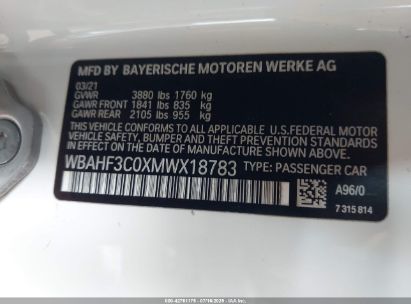 MFD BY BAYERISCHE MOTOREN WERKE AG
03/21
GVWR 3880 lbs 1760 kg
GAWR FRONT 1841 lbs 835 kg
GAWR REAR 2105 lbs 955 kg
THIS VEHICLE CONFORMS TO ALL APPLICABLE U.S.FEDERAL MOTOR
VEHICLE SAFETY, BUMPER AND THEFT PREVENTION STANDARDS IN
EFFECT ON THE DATE OF MANUFACTURE SHOWN ABOVE.
WBAHF3C0XMWX18783 TYPE: PASSENGER CAR
A96/0
7 315 814